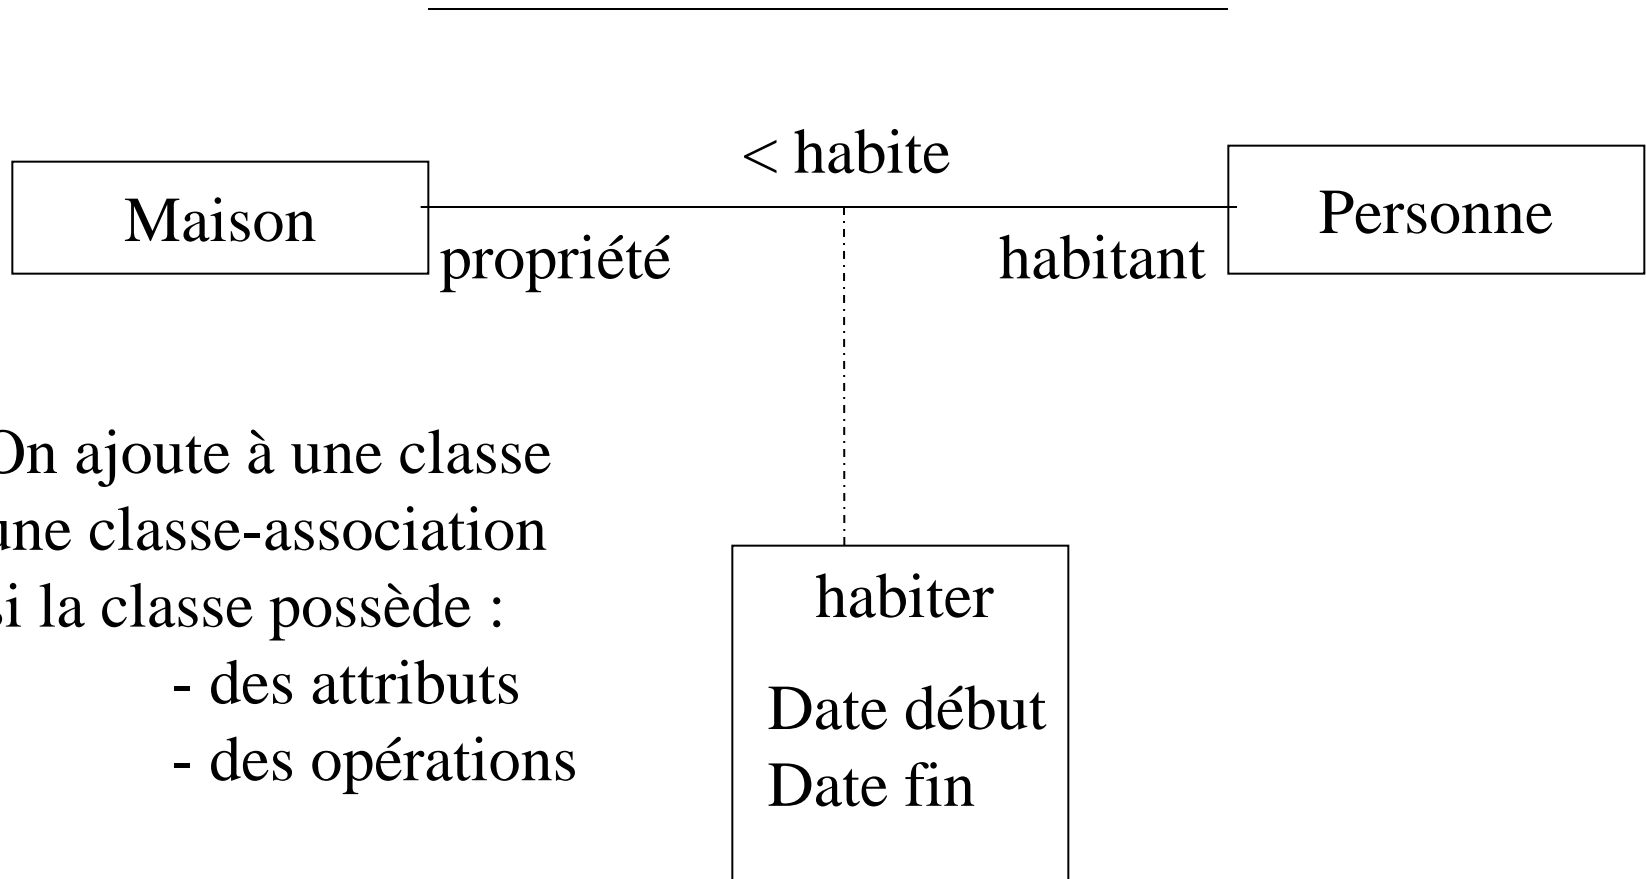 < habite
Maison
Personne
propriété
habitant
On ajoute à une classe
une classe-association
si la classe possède :
- des attributs
- des opérations
habiter
Date début
Date fin